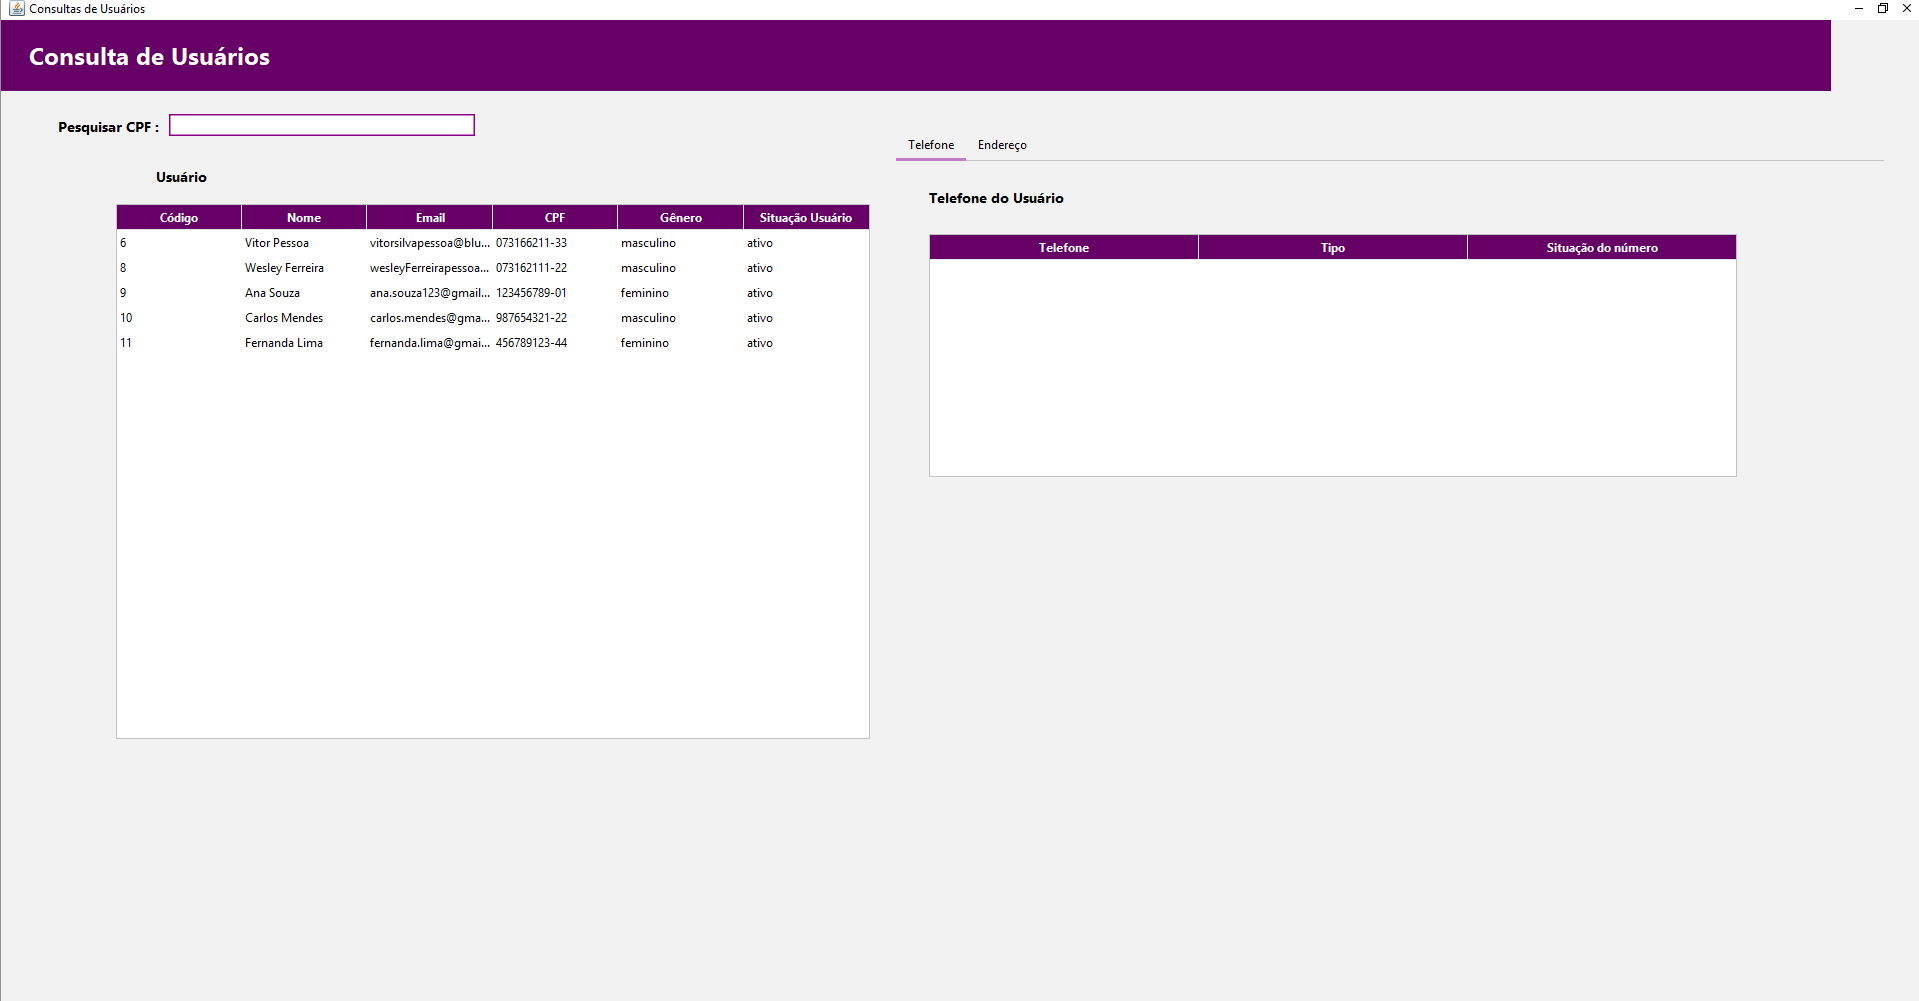 Consultas de Usuários
Consulta de Usuários
Pesquisar CPF :
Telefone Endereço
Usuário
Telefone do Usuário
Código Nome Email CPF Gênero Situação Usuário
6 Vitor Pessoa vitorsilvapessoa@blu... 073166211-33 masculino ativo
8 Wesley Ferreira wesleyFerreirapessoa... 073162111-22 masculino ativo
9 Ana Souza ana.souza123@gmail... 123456789-01 feminino ativo
10 Carlos Mendes carlos.mendes@gma... 987654321-22 masculino ativo
11 Fernanda Lima fernanda.lima@gmai... 456789123-44 feminino ativo
Telefone Tipo Situação do número